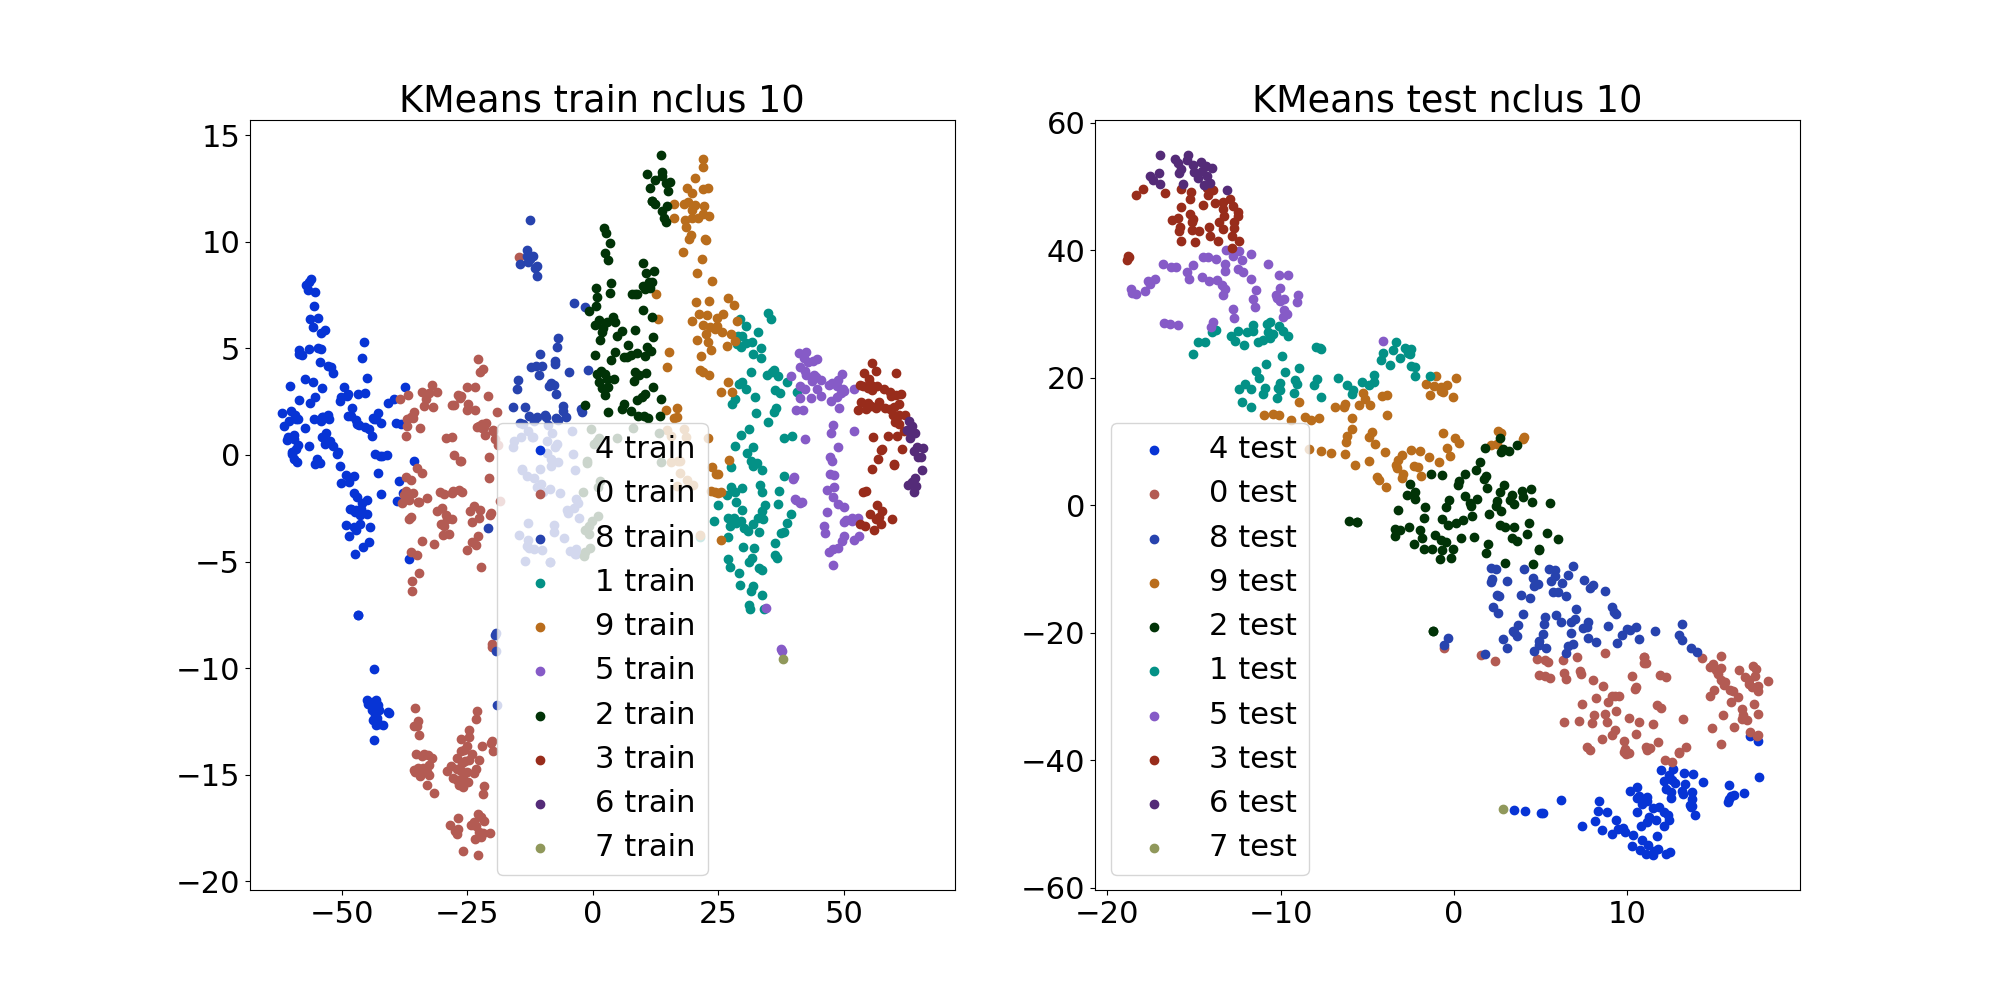 KMeans train nclus 10
15
10
5
0
−5
−10
−15
−20
−50
−25
0
25
50
4 train
0 train
8 train
1 train
9 train
5 train
2 train
3 train
6 train
7 train
KMeans test nclus 10
60
40
20
0
−20
−40
−60
−20
−10
0
10
4 test
0 test
8 test
9 test
2 test
1 test
5 test
3 test
6 test
7 test